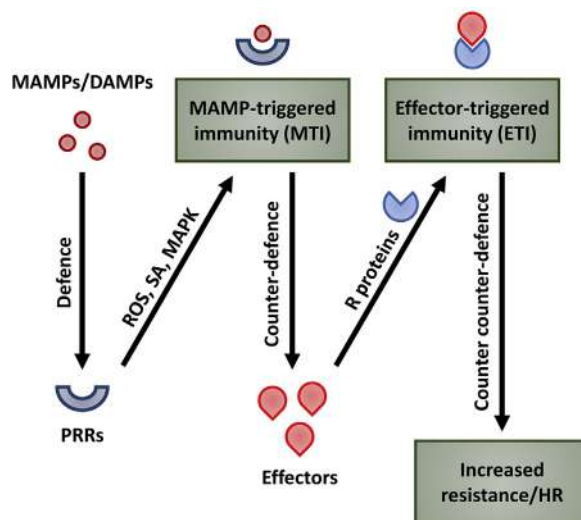 MAMPs/DAMPs
MAMP-triggered
immunity (MTI)
Effector-triggered
immunity (ETI)
Defence
ROS, SA, MAPK
Counter-defence
R proteins
Counter counter-defence
PRRs
Effectors
Increased
resistance/HR